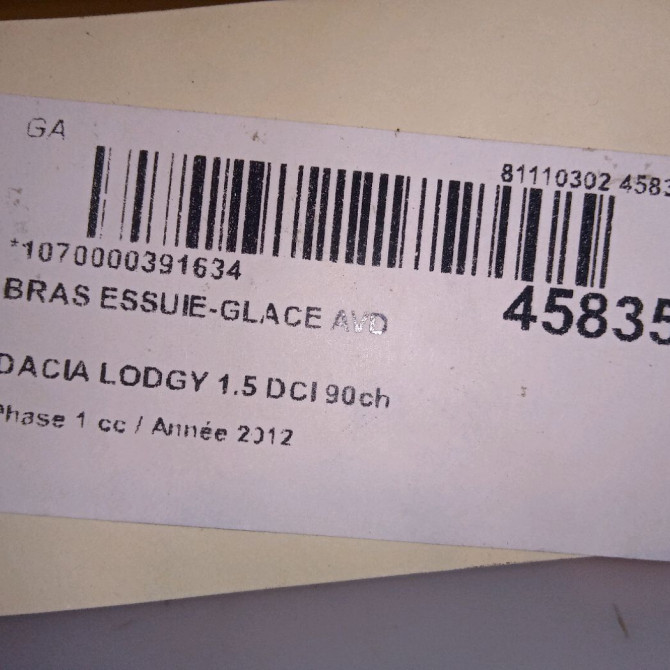 GA
81110302 4583
*1070000391634
45835
BRAS ESSUIE-GLACE AVD
DACIA LODGY 1.5 DCI 90ch
Phase 1 cc / Année 2012